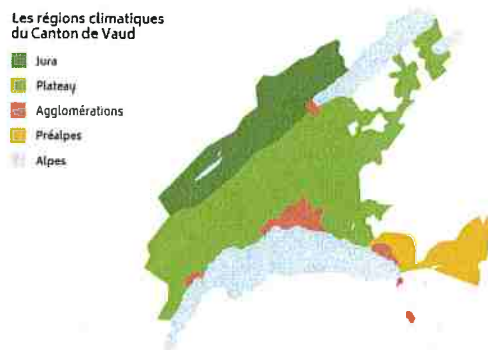 Les régions climatiques
du Canton de Vaud
Jura
Plateau
Agglomérations
Préalpes
Alpes